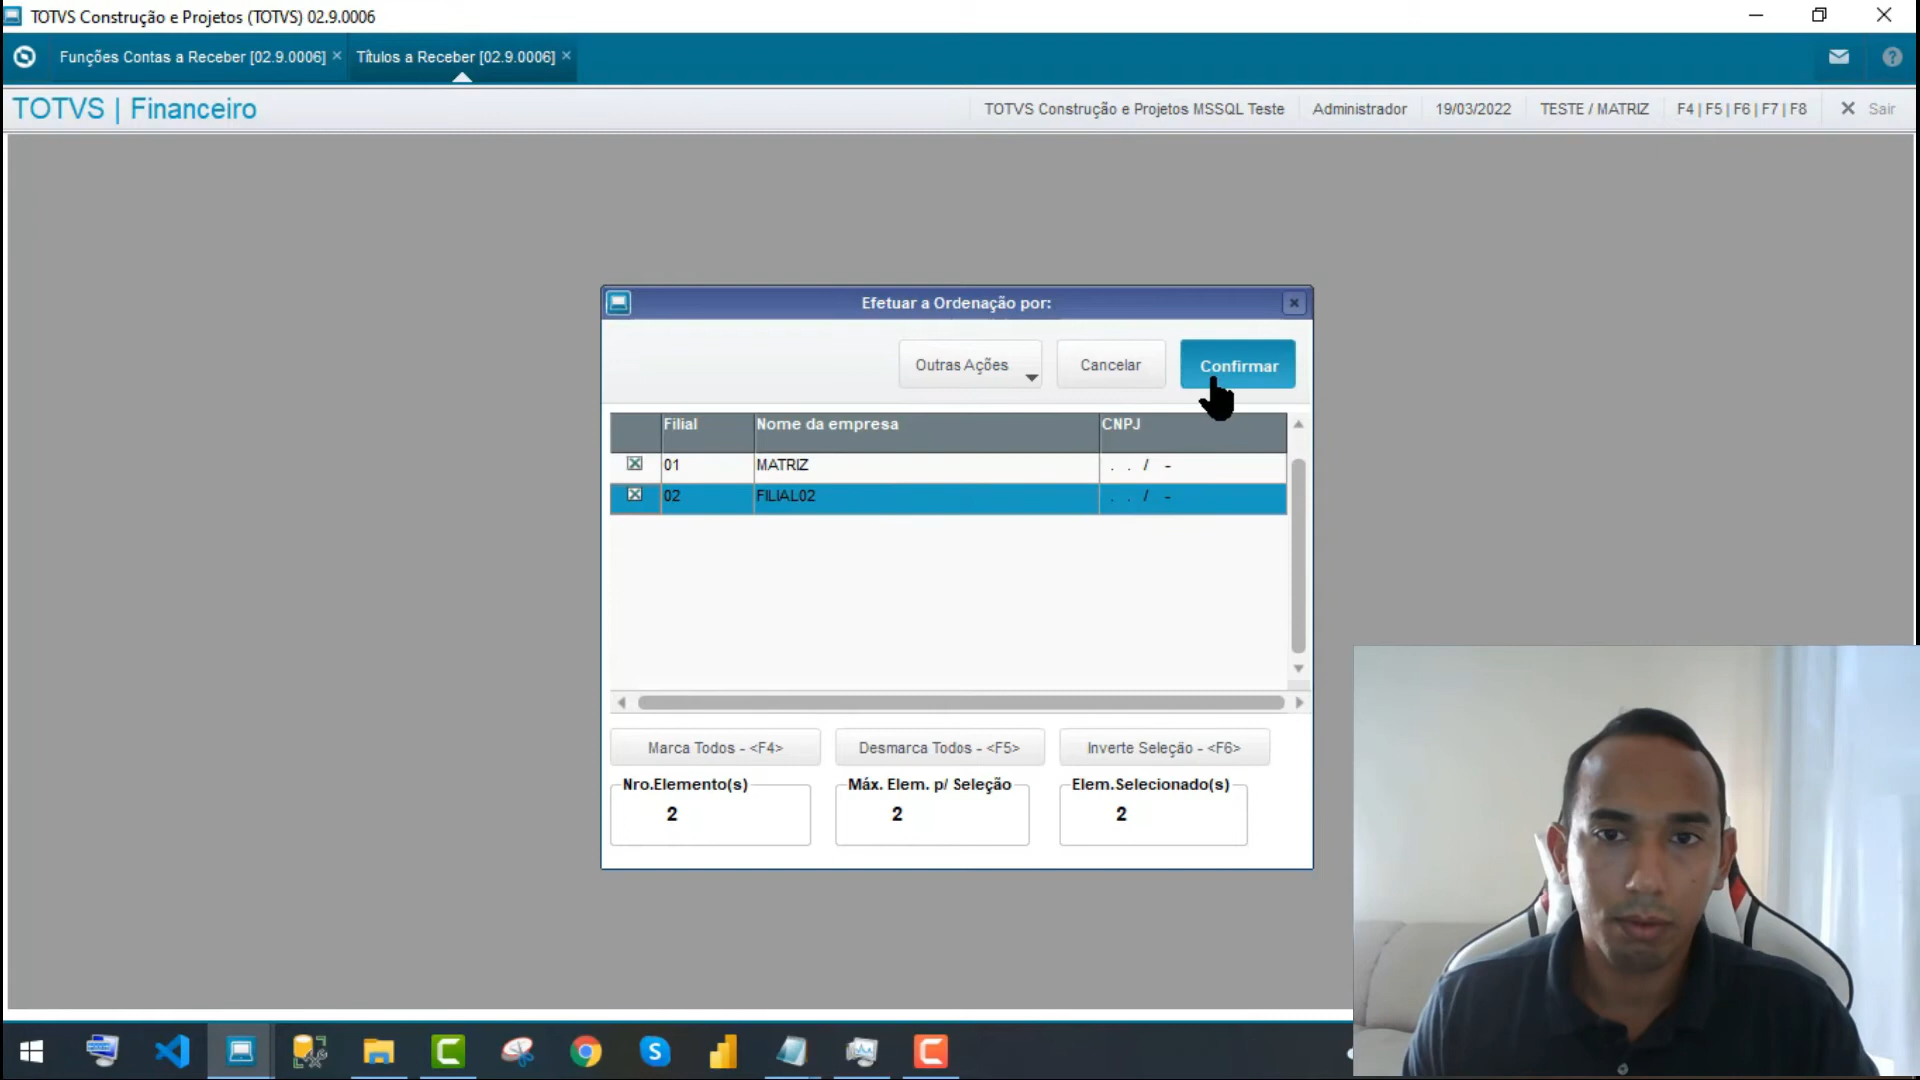 TOTVS Construção e Projetos (TOTVS) 02.9.0006
Funções Contas a Receber [02.9.0006] × Títulos a Receber [02.9.0006] ×
TOTVS | Financeiro
TOTVS Construção e Projetos MSSQL Teste
Administrador
19/03/2022
TESTE / MATRIZ
F4 | F5 | F6 | F7 | F8
Sair
Efetuar a Ordenação por:
Outras Ações
Cancelar
Confirmar
Filial Nome da empresa CNPJ
01 MATRIZ . . / -
02 FILIAL02 . . / -
Marca Todos - <F4>
Desmarca Todos - <F5>
Inverte Seleção - <F6>
Nro.Elemento(s)
2
Máx. Elem. p/ Seleção
2
Elem.Selecionado(s)
2